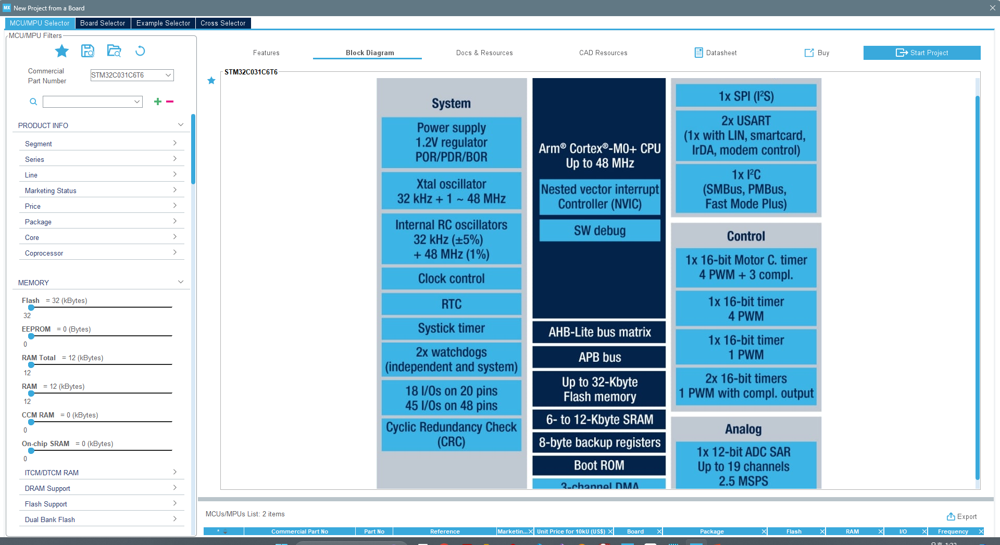 MX New Project from a Board
MCU/MPU Selector
Board Selector
Example Selector
Cross Selector
MCU/MPU Filters
Commercial
Part Number
STM32C031C6T6
PRODUCT INFO
Segment
Series
Line
Marketing Status
Price
Package
Core
Coprocessor
MEMORY
Flash = 32 (kBytes)
32
EEPROM = 0 (Bytes)
0
RAM Total = 12 (kBytes)
12
RAM = 12 (kBytes)
12
CCM RAM = 0 (kBytes)
0
On-chip SRAM = 0 (kBytes)
0
ITCM/DTCM RAM
DRAM Support
Flash Support
Dual Bank Flash
Features
Block Diagram
Docs & Resources
CAD Resources
Datasheet
Buy
Start Project
STM32C031C6T6
System
Power supply
1.2V regulator
POR/PDR/BOR
Xtal oscillator
32 kHz + 1 ~ 48 MHz
Internal RC oscillators
32 kHz (±5%)
+ 48 MHz (1%)
Clock control
RTC
Systick timer
2x watchdogs
(independent and system)
18 I/Os on 20 pins
45 I/Os on 48 pins
Cyclic Redundancy Check
(CRC)
Arm® Cortex®-M0+ CPU
Up to 48 MHz
Nested vector interrupt
Controller (NVIC)
SW debug
AHB-Lite bus matrix
APB bus
Up to 32-Kbyte
Flash memory
6- to 12-Kbyte SRAM
8-byte backup registers
Boot ROM
3-channel DMA
1x SPI (I²S)
2x USART
(1x with LIN, smartcard,
IrDA, modem control)
1x I²C
(SMBus, PMBus,
Fast Mode Plus)
Control
1x 16-bit Motor C. timer
4 PWM + 3 compl.
1x 16-bit timer
4 PWM
1x 16-bit timer
1 PWM
2x 16-bit timers
1 PWM with compl. output
Analog
1x 12-bit ADC SAR
Up to 19 channels
2.5 MSPS
MCUs/MPUs List: 2 items
Export
* Commercial Part No Part No Reference Marketin... Unit Price for 10kU (US$) Board Package Flash RAM I/O Frequency